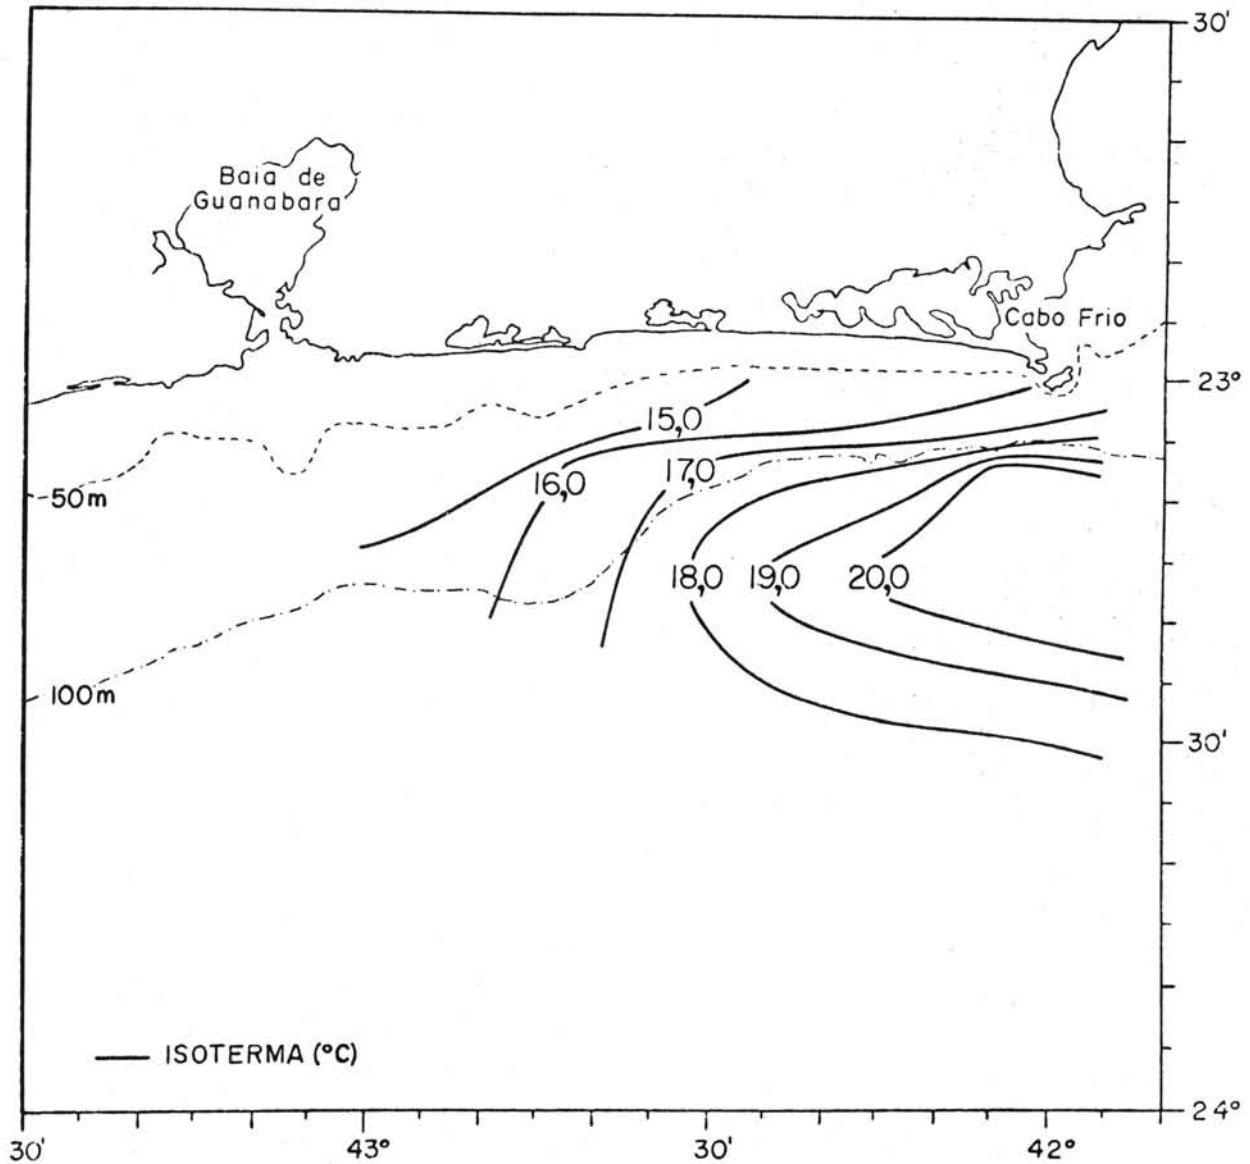 30'
Baia de
Guanabara
Cabo Frio
23°
15,0
16,0
17,0
50m
18,0
19,0
20,0
100m
30'
ISOTERMA (°C)
24°
30'
43°
30'
42°